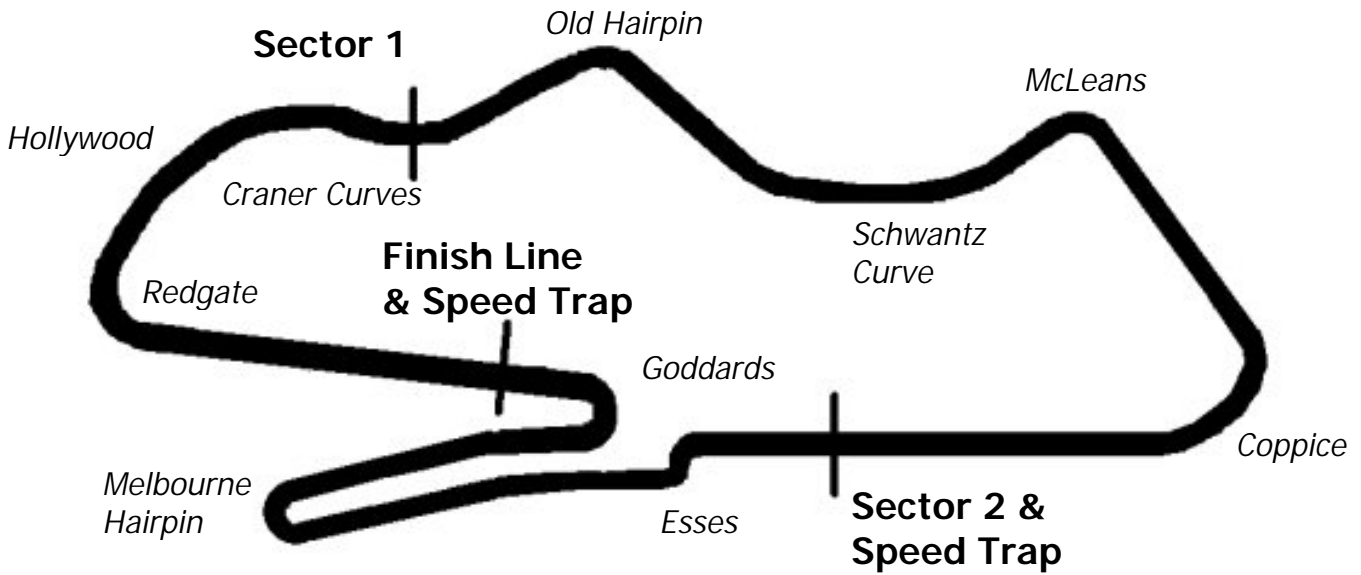 Old Hairpin
Sector 1
McLeans
Hollywood
Craner Curves
Schwantz
Curve
Finish Line
& Speed Trap
Redgate
Goddards
Coppice
Melbourne
Hairpin
Esses
Sector 2 &
Speed Trap